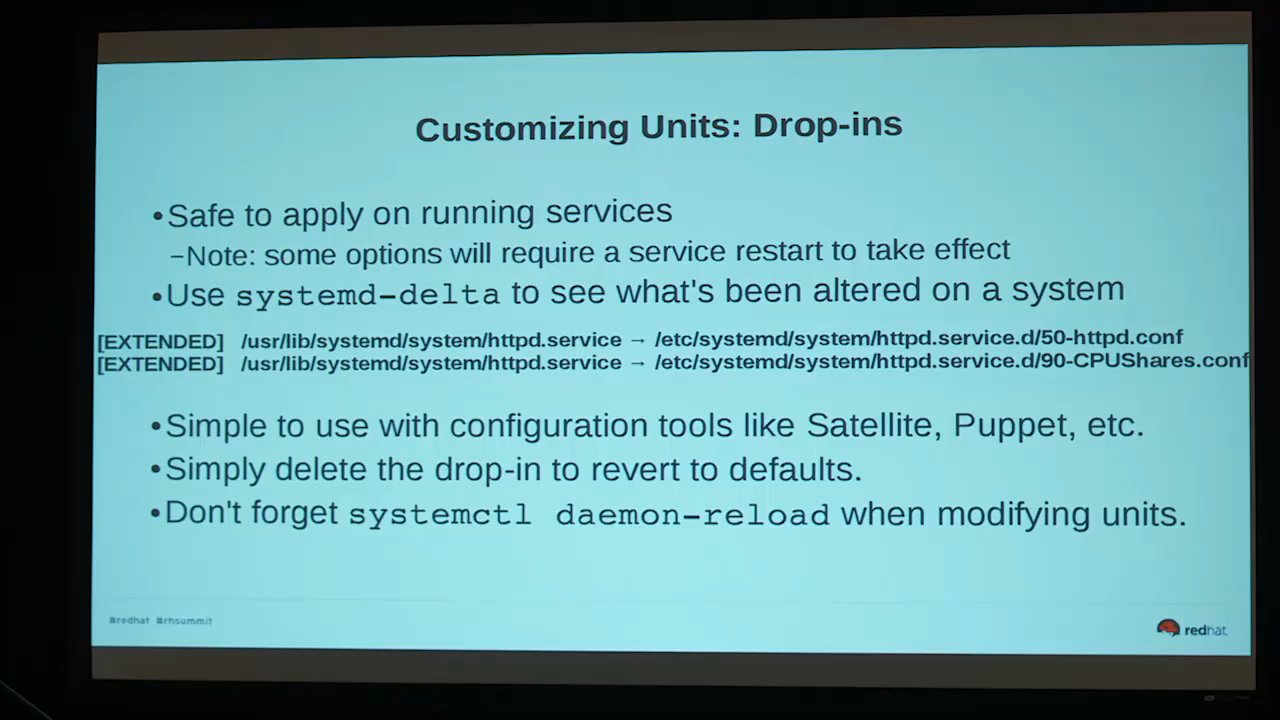 Customizing Units: Drop-ins
•Safe to apply on running services
–Note: some options will require a service restart to take effect
•Use systemd-delta to see what's been altered on a system
[EXTENDED] /usr/lib/systemd/system/httpd.service → /etc/systemd/system/httpd.service.d/50-httpd.conf
[EXTENDED] /usr/lib/systemd/system/httpd.service → /etc/systemd/system/httpd.service.d/90-CPUShares.conf
•Simple to use with configuration tools like Satellite, Puppet, etc.
•Simply delete the drop-in to revert to defaults.
•Don't forget systemctl daemon-reload when modifying units.
#redhat #rhsummit
redhat